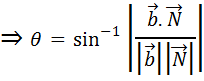 ⇒ θ = sin⁻¹ |(b⃗.N⃗)/(|b⃗||N⃗|)|